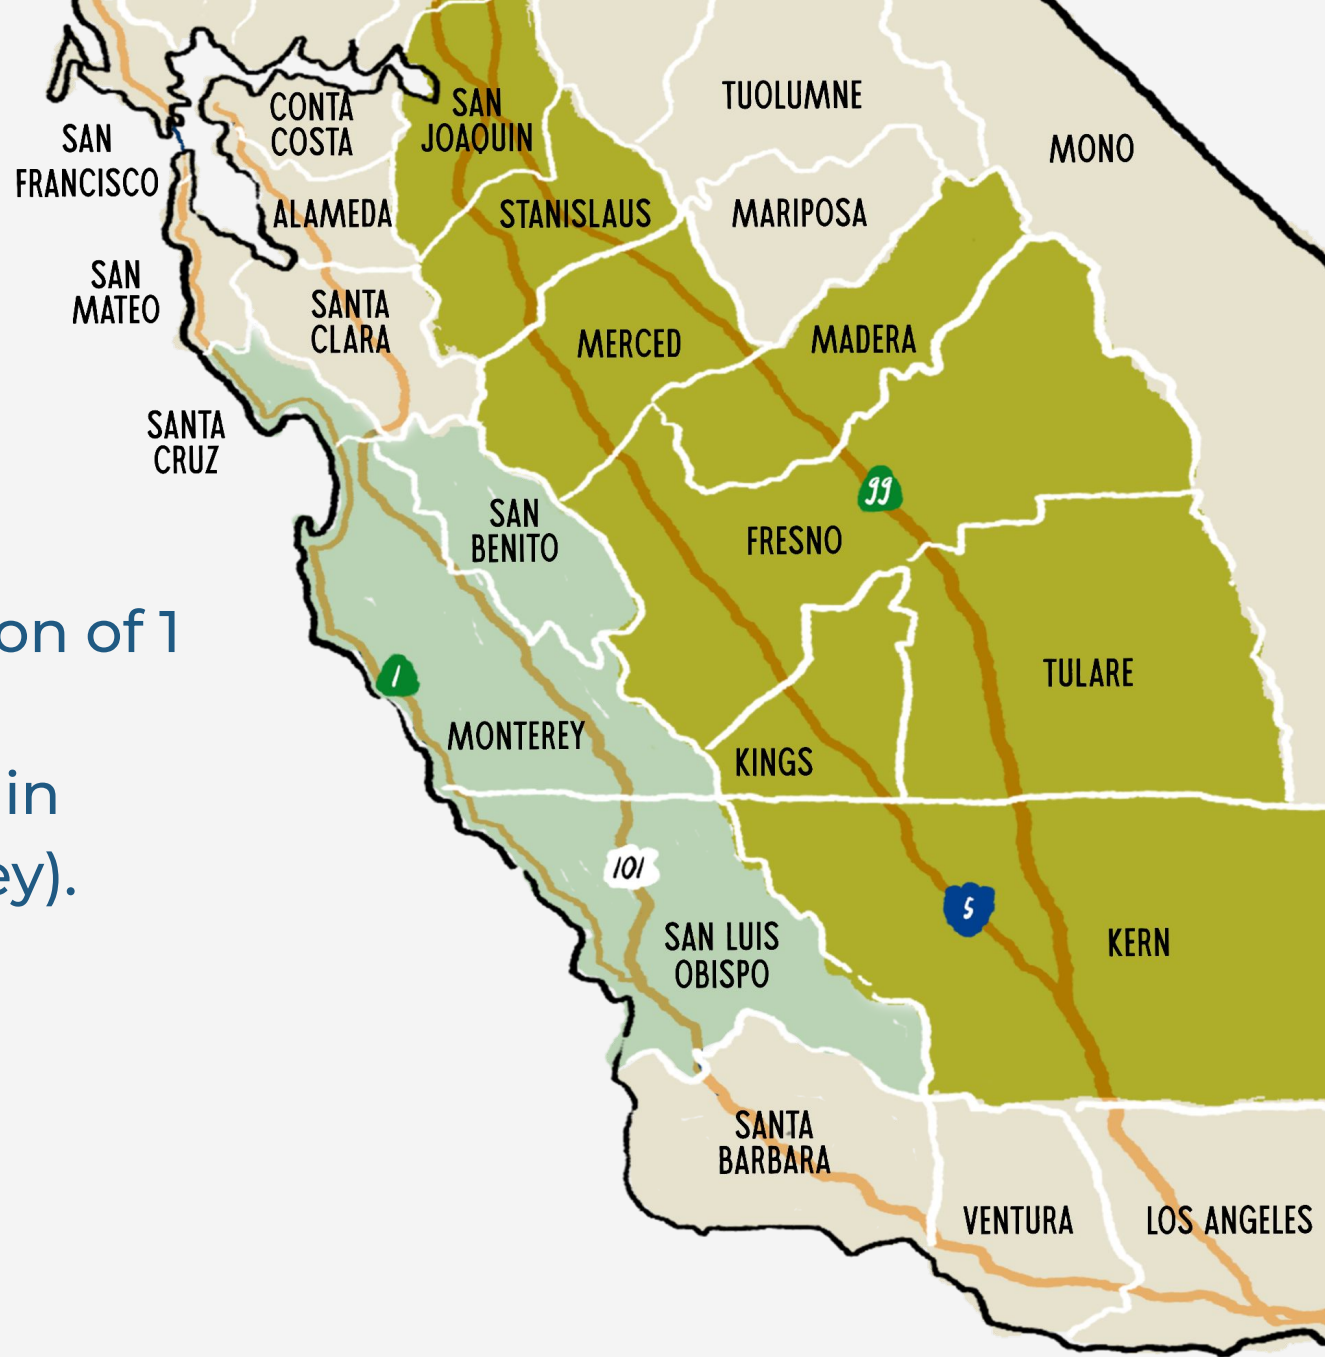 CONTA
COSTA
SAN
JOAQUIN
TUOLUMNE
MONO
SAN
FRANCISCO
ALAMEDA
STANISLAUS
MARIPOSA
SAN
MATEO
SANTA
CLARA
MERCED
MADERA
SANTA
CRUZ
99
SAN
BENITO
FRESNO
on of 1
1
TULARE
MONTEREY
KINGS
in
101
ey).
5
SAN LUIS
OBISPO
KERN
SANTA
BARBARA
VENTURA
LOS ANGELES